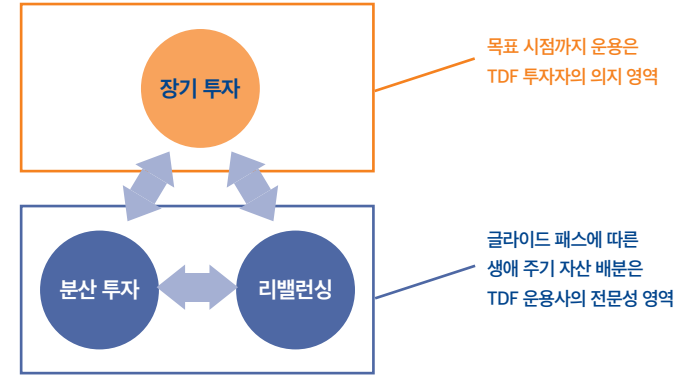 장기 투자
목표 시점까지 운용은
TDF 투자자의 의지 영역
분산 투자
리밸런싱
글라이드 패스에 따른
생애 주기 자산 배분은
TDF 운용사의 전문성 영역